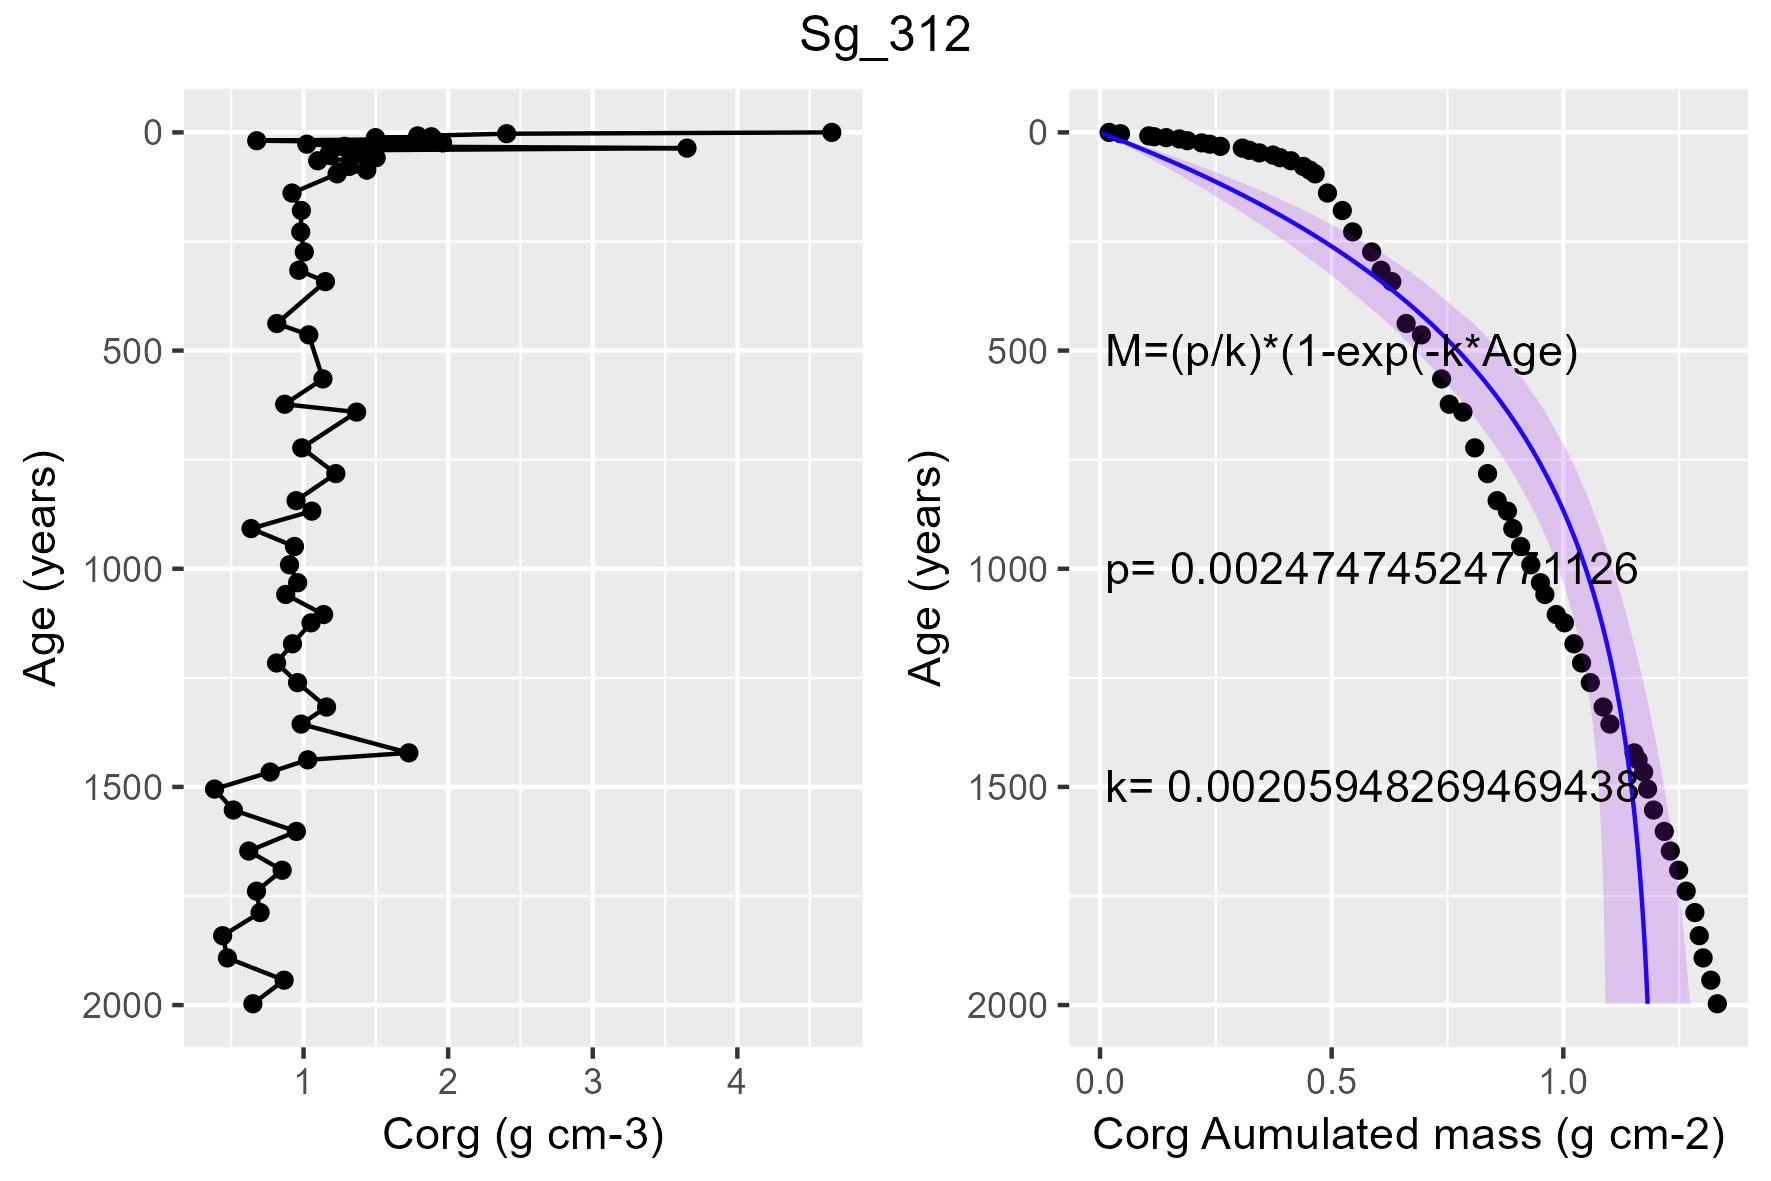 Sg_312
0
500
1000
1500
2000
Age (years)
1
2
3
4
Corg (g cm-3)
0
500
1000
1500
2000
Age (years)
M=(p/k)*(1-exp(-k*Age)
p= 0.00247474524771126
k= 0.00205948269469438
0.0
0.5
1.0
Corg Aumulated mass (g cm-2)